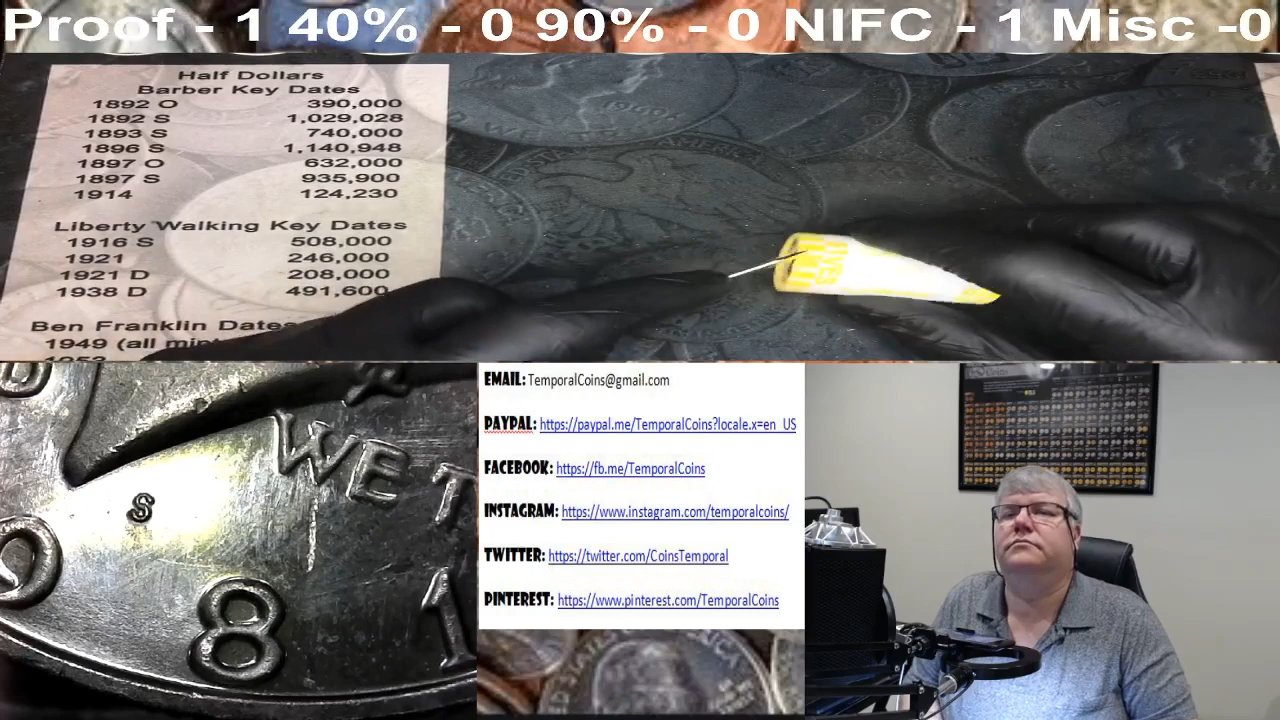 Proof - 1 40% - 0 90% - 0 NIFC - 1 Misc -0
Half Dollars
Barber Key Dates
1892 O 390,000
1892 S 1,029,028
1893 S 740,000
1896 S 1,140,948
1897 O 632,000
1897 S 935,900
1914 124,230
Liberty Walking Key Dates
1916 S 508,000
1921 246,000
1921 D 208,000
1938 D 491,600
Ben Franklin Dates
1949 (all
WE
S
8 1
EMAIL: TemporalCoins@gmail.com
PAYPAL: https://paypal.me/TemporalCoins?locale.x=en_US
FACEBOOK: https://fb.me/TemporalCoins
INSTAGRAM: https://www.instagram.com/temporalcoins/
TWITTER: https://twitter.com/CoinsTemporal
PINTEREST: https://www.pinterest.com/TemporalCoins